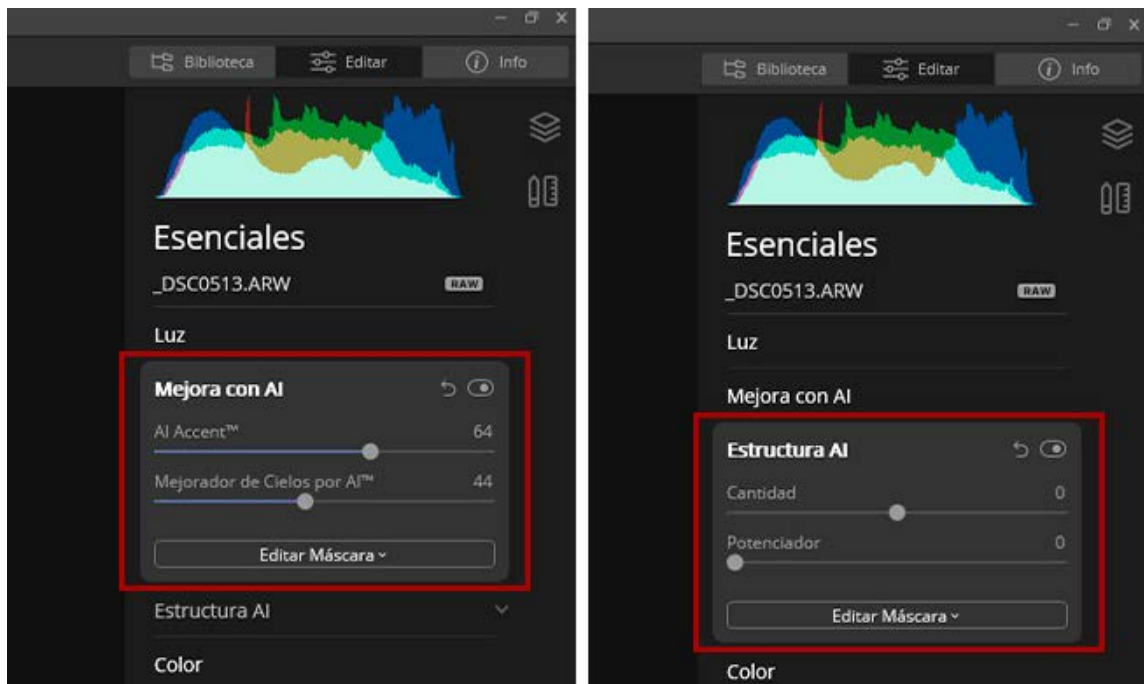 Biblioteca Editar i Info
Esenciales
_DSC0513.ARW RAW
Luz
Mejora con AI
AI Accent™ 64
Mejorador de Cielos por AI™ 44
Editar Máscara
Estructura AI
Color
Biblioteca Editar i Info
Esenciales
_DSC0513.ARW RAW
Luz
Mejora con AI
Estructura AI
Cantidad 0
Potenciador 0
Editar Máscara
Color